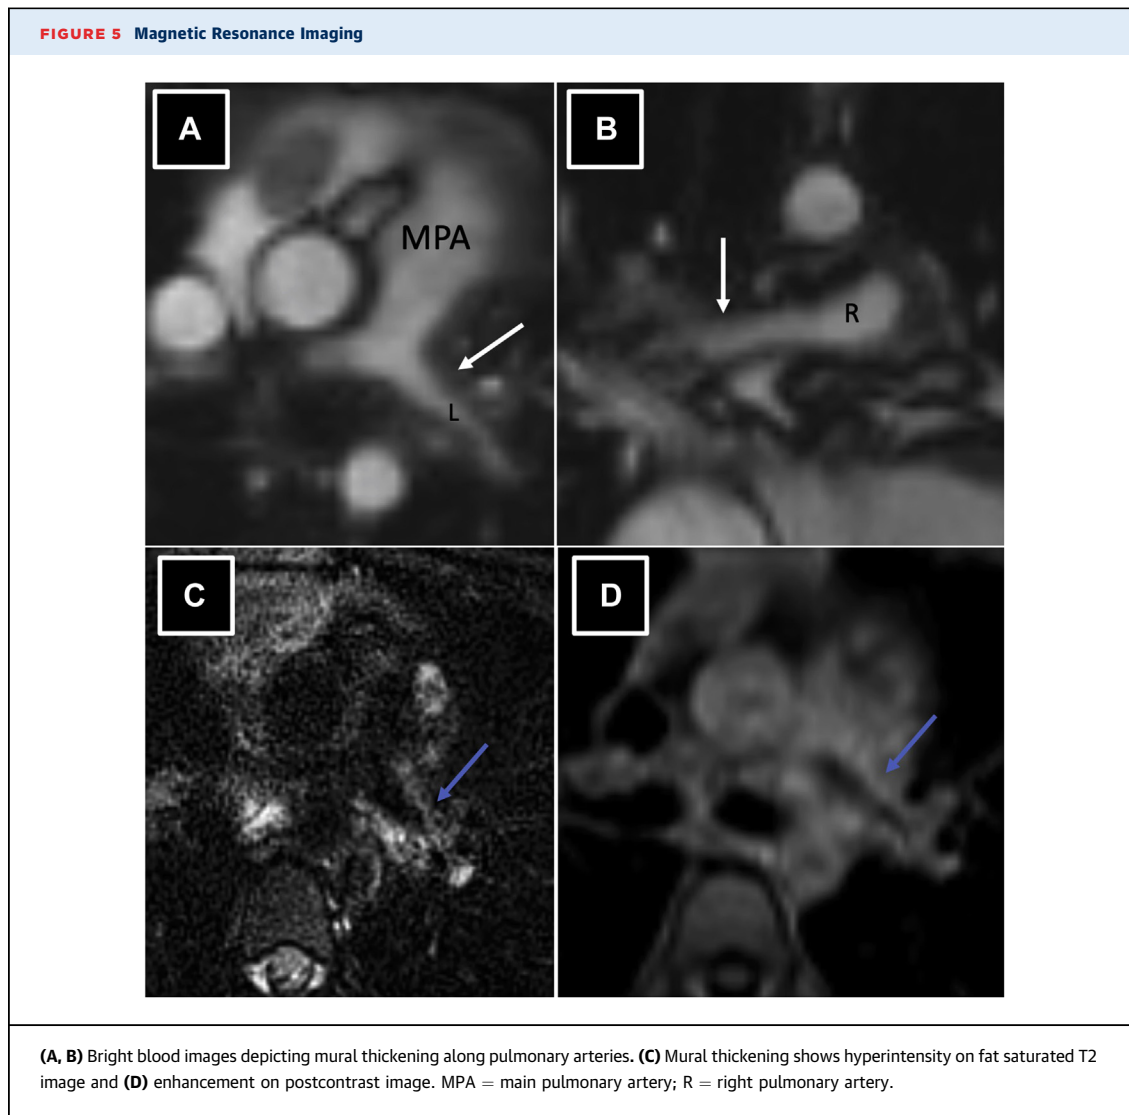 FIGURE 5 Magnetic Resonance Imaging
A
B
MPA
R
L
C
D
(A, B) Bright blood images depicting mural thickening along pulmonary arteries. (C) Mural thickening shows hyperintensity on fat saturated T2
image and (D) enhancement on postcontrast image. MPA = main pulmonary artery; R = right pulmonary artery.